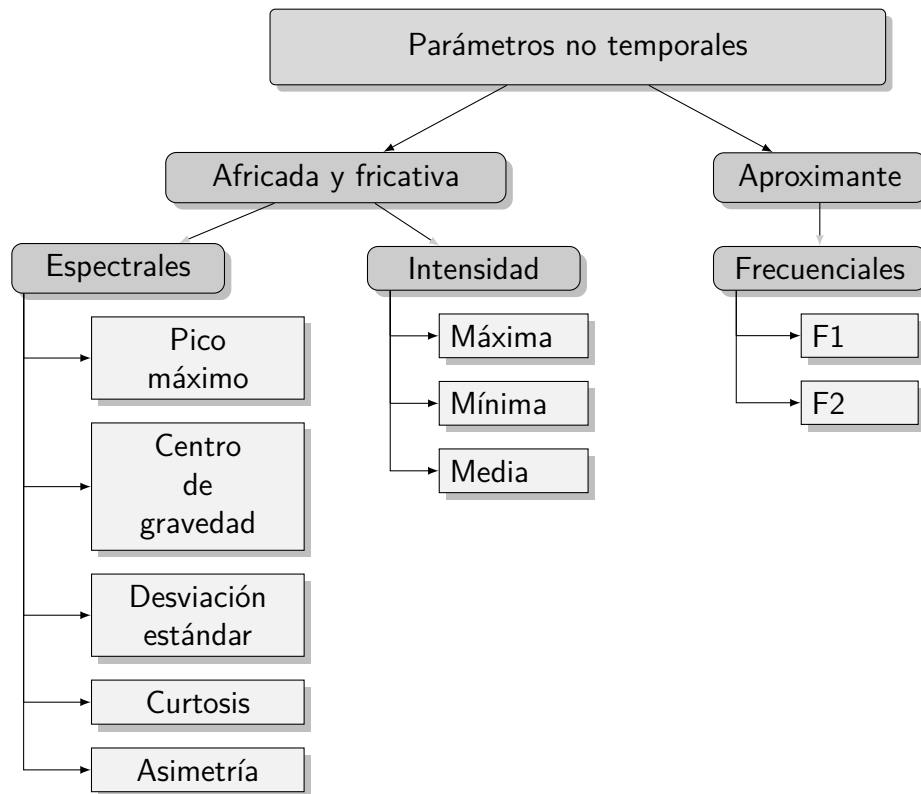 Parámetros no temporales
Africada y fricativa
Aproximante
Espectrales
Intensidad
Frecuenciales
Pico
máximo
Centro
de
gravedad
Desviación
estándar
Curtosis
Asimetría
Máxima
Mínima
Media
F1
F2